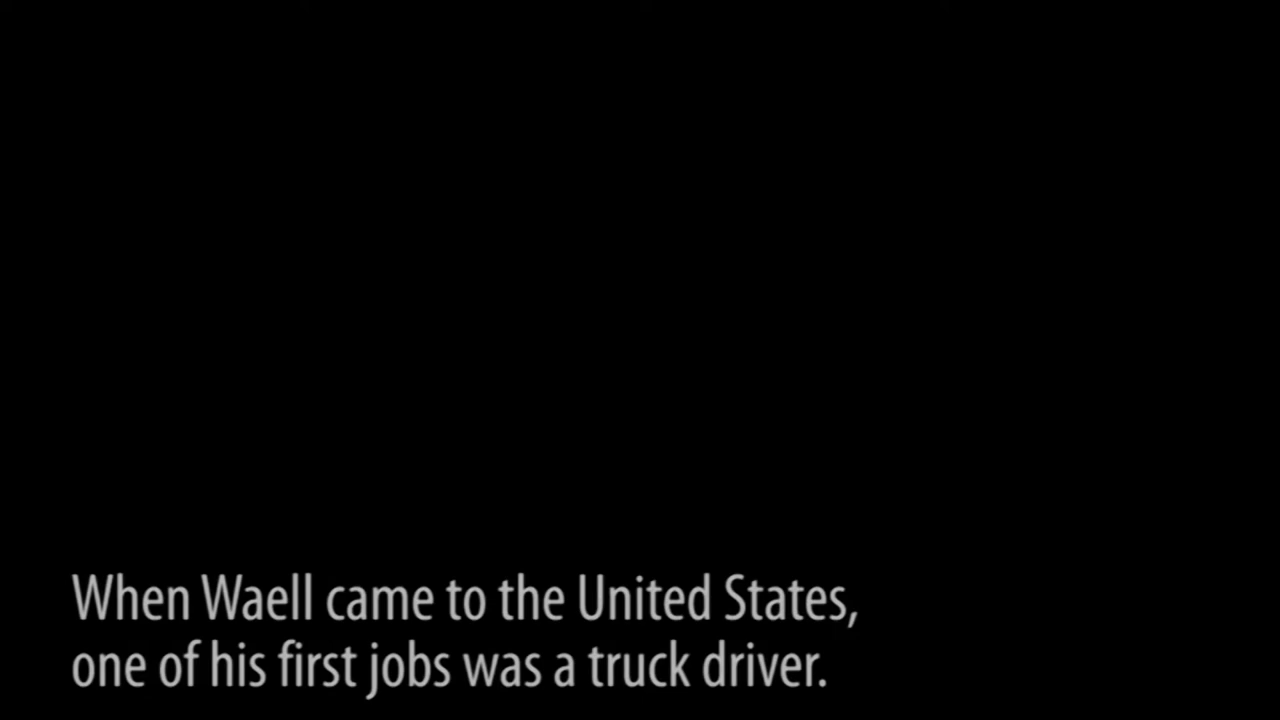 When Waell came to the United States,
one of his first jobs was a truck driver.